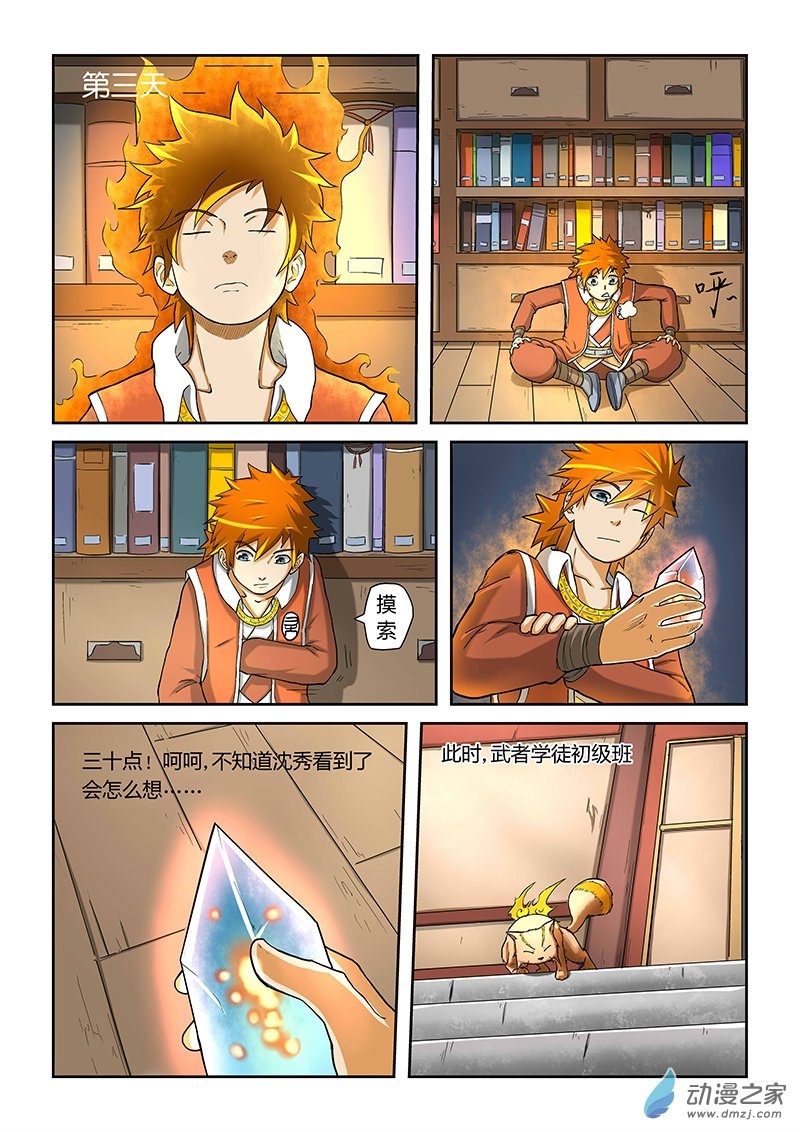 第三天
呼~
摸
索
三十点！呵呵，不知道沈秀看到了
会怎么想……
此时，武者学徒初级班
动漫之家
www.dmzj.com